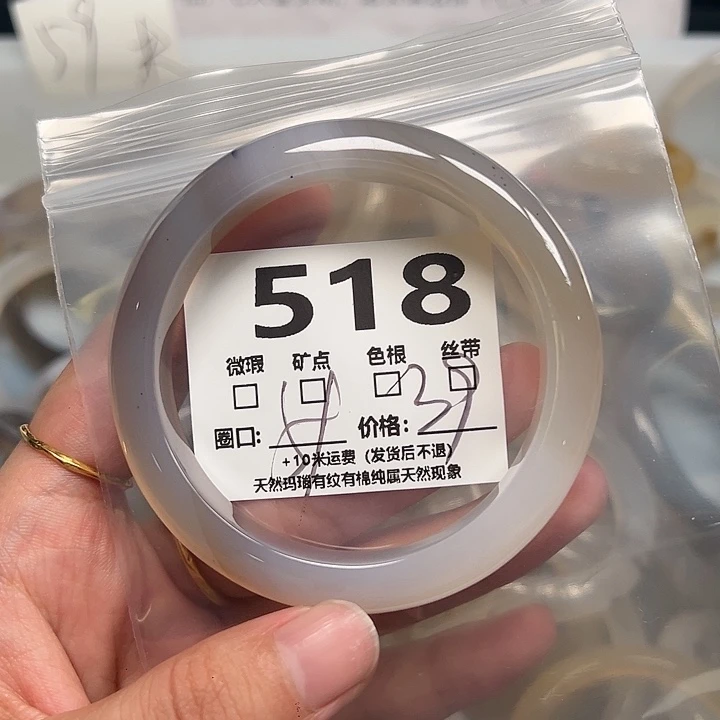 518
微瑕 矿点 色根 丝带
圈口: 价格:
+10米运费（发货后不退）
天然玛瑙有纹有棉纯属天然现象